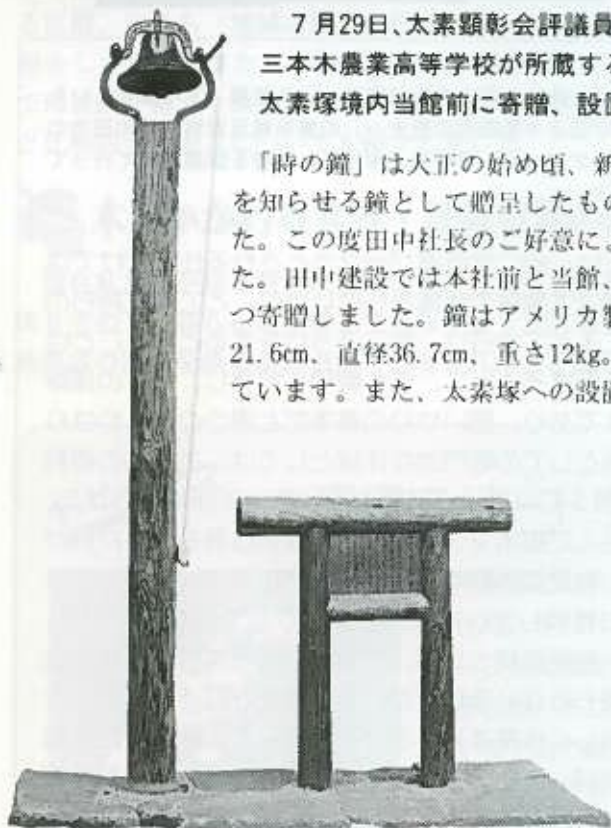 7月29日、太素顕彰会評議員
三本木農業高等学校が所蔵する
太素塚境内当館前に寄贈、設置
「時の鐘」は大正の始め頃、新
を知らせる鐘として贈呈したもの
た。この度田中社長のご好意に
た。田中建設では本社前と当館、
つ寄贈しました。鐘はアメリカ製
21.6cm、直径36.7cm、重さ12kg。
ています。また、太素塚への設置